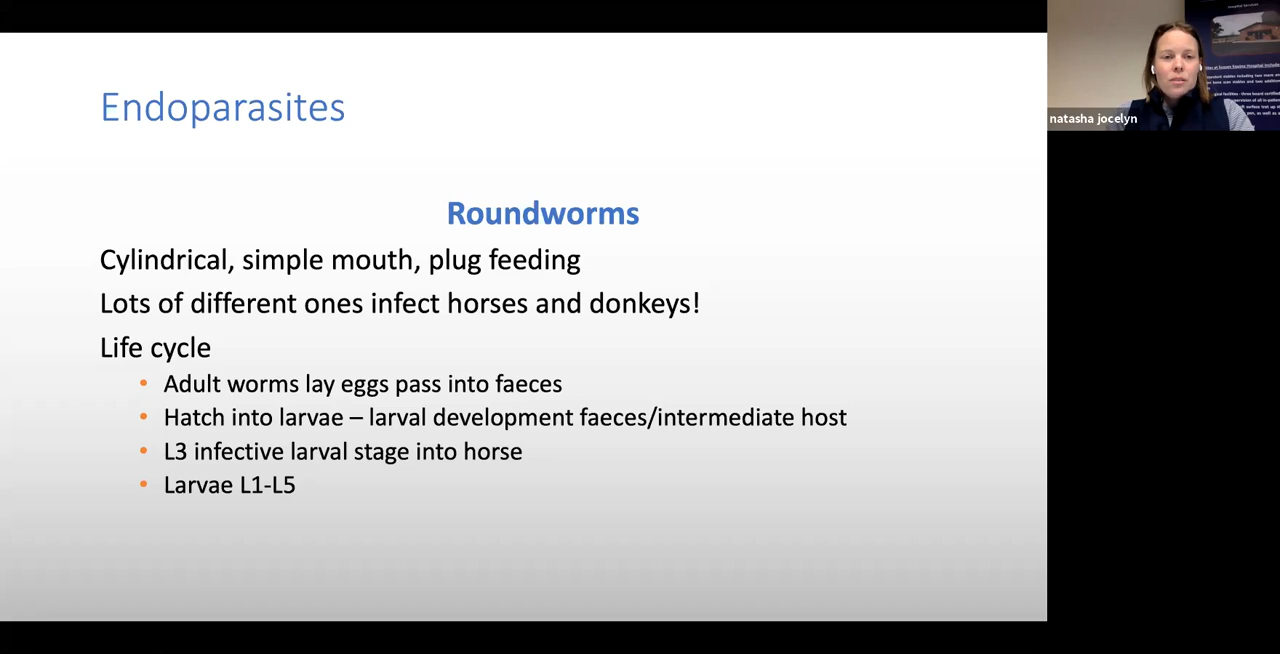 Endoparasites
Roundworms
Cylindrical, simple mouth, plug feeding
Lots of different ones infect horses and donkeys!
Life cycle
• Adult worms lay eggs pass into faeces
• Hatch into larvae – larval development faeces/intermediate host
• L3 infective larval stage into horse
• Larvae L1-L5
natasha jocelyn